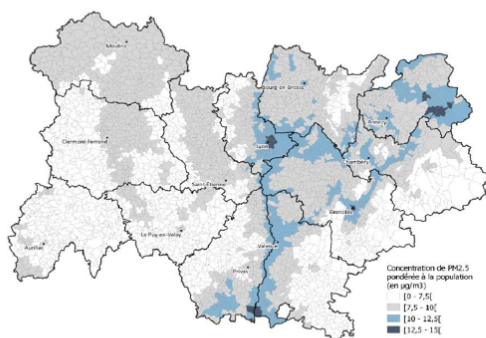 Moulins
Bourg-en-Bresse
Annecy
Clermont-Ferrand
Lyon
Chambéry
Saint-Étienne
Grenoble
Le Puy-en-Velay
Aurillac
Valence
Privas
Concentration de PM2.5
pondérée à la population
(en µg/m3)
[0 - 7,5[
[7,5 - 10[
[10 - 12,5[
[12,5 - 15[